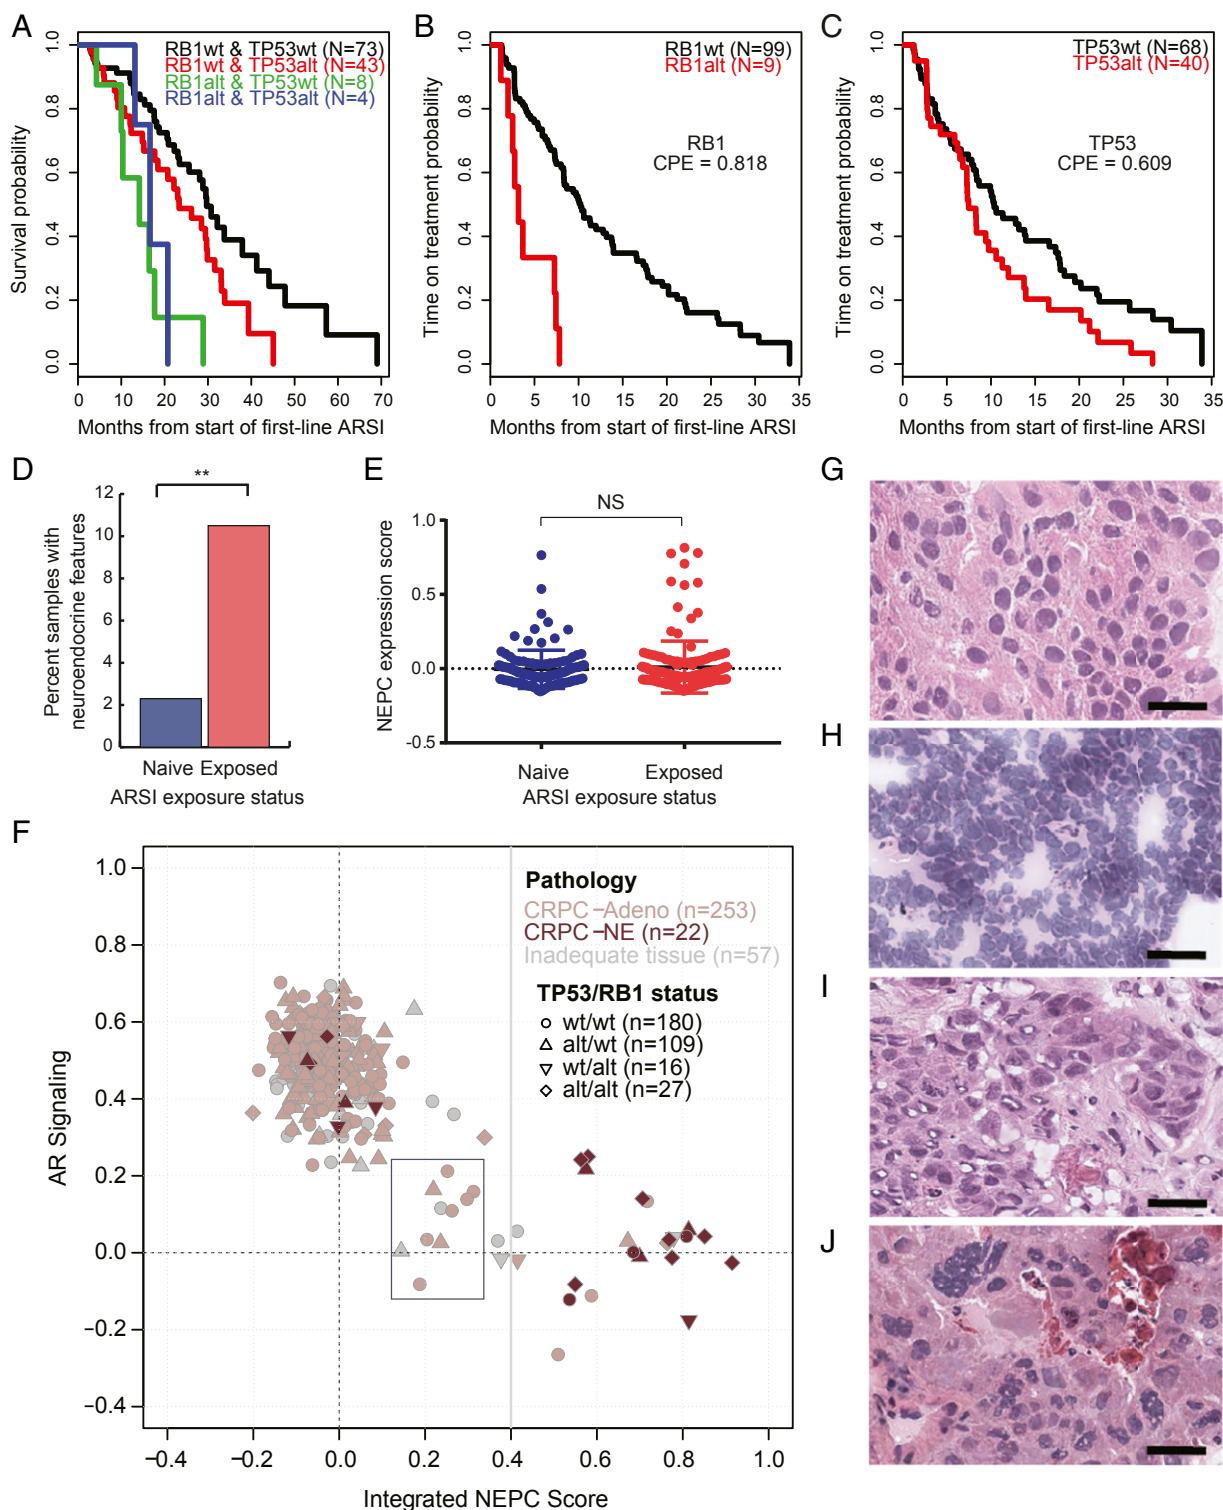 A
RB1wt & TP53wt (N=73)
RB1wt & TP53alt (N=43)
RB1alt & TP53wt (N=8)
RB1alt & TP53alt (N=4)
Survival probability
1.0
0.8
0.6
0.4
0.2
0.0
0 10 20 30 40 50 60 70
Months from start of first-line ARSI
B
RB1wt (N=99)
RB1alt (N=9)
RB1
CPE = 0.818
Time on treatment probability
1.0
0.8
0.6
0.4
0.2
0.0
0 5 10 15 20 25 30 35
Months from start of first-line ARSI
C
TP53wt (N=68)
TP53alt (N=40)
TP53
CPE = 0.609
Time on treatment probability
1.0
0.8
0.6
0.4
0.2
0.0
0 5 10 15 20 25 30 35
Months from start of first-line ARSI
D
**
Percent samples with
neuroendocrine features
12
10
8
6
4
2
0
Naive Exposed
ARSI exposure status
E
NS
NEPC expression score
1.0
0.5
0.0
-0.5
Naive Exposed
ARSI exposure status
F
Pathology
CRPC−Adeno (n=253)
CRPC−NE (n=22)
Inadequate tissue (n=57)
TP53/RB1 status
wt/wt (n=180)
alt/wt (n=109)
wt/alt (n=16)
alt/alt (n=27)
AR Signaling
1.0
0.8
0.6
0.4
0.2
0.0
−0.2
−0.4
−0.4 −0.2 0.0 0.2 0.4 0.6 0.8 1.0
Integrated NEPC Score
G
H
I
J